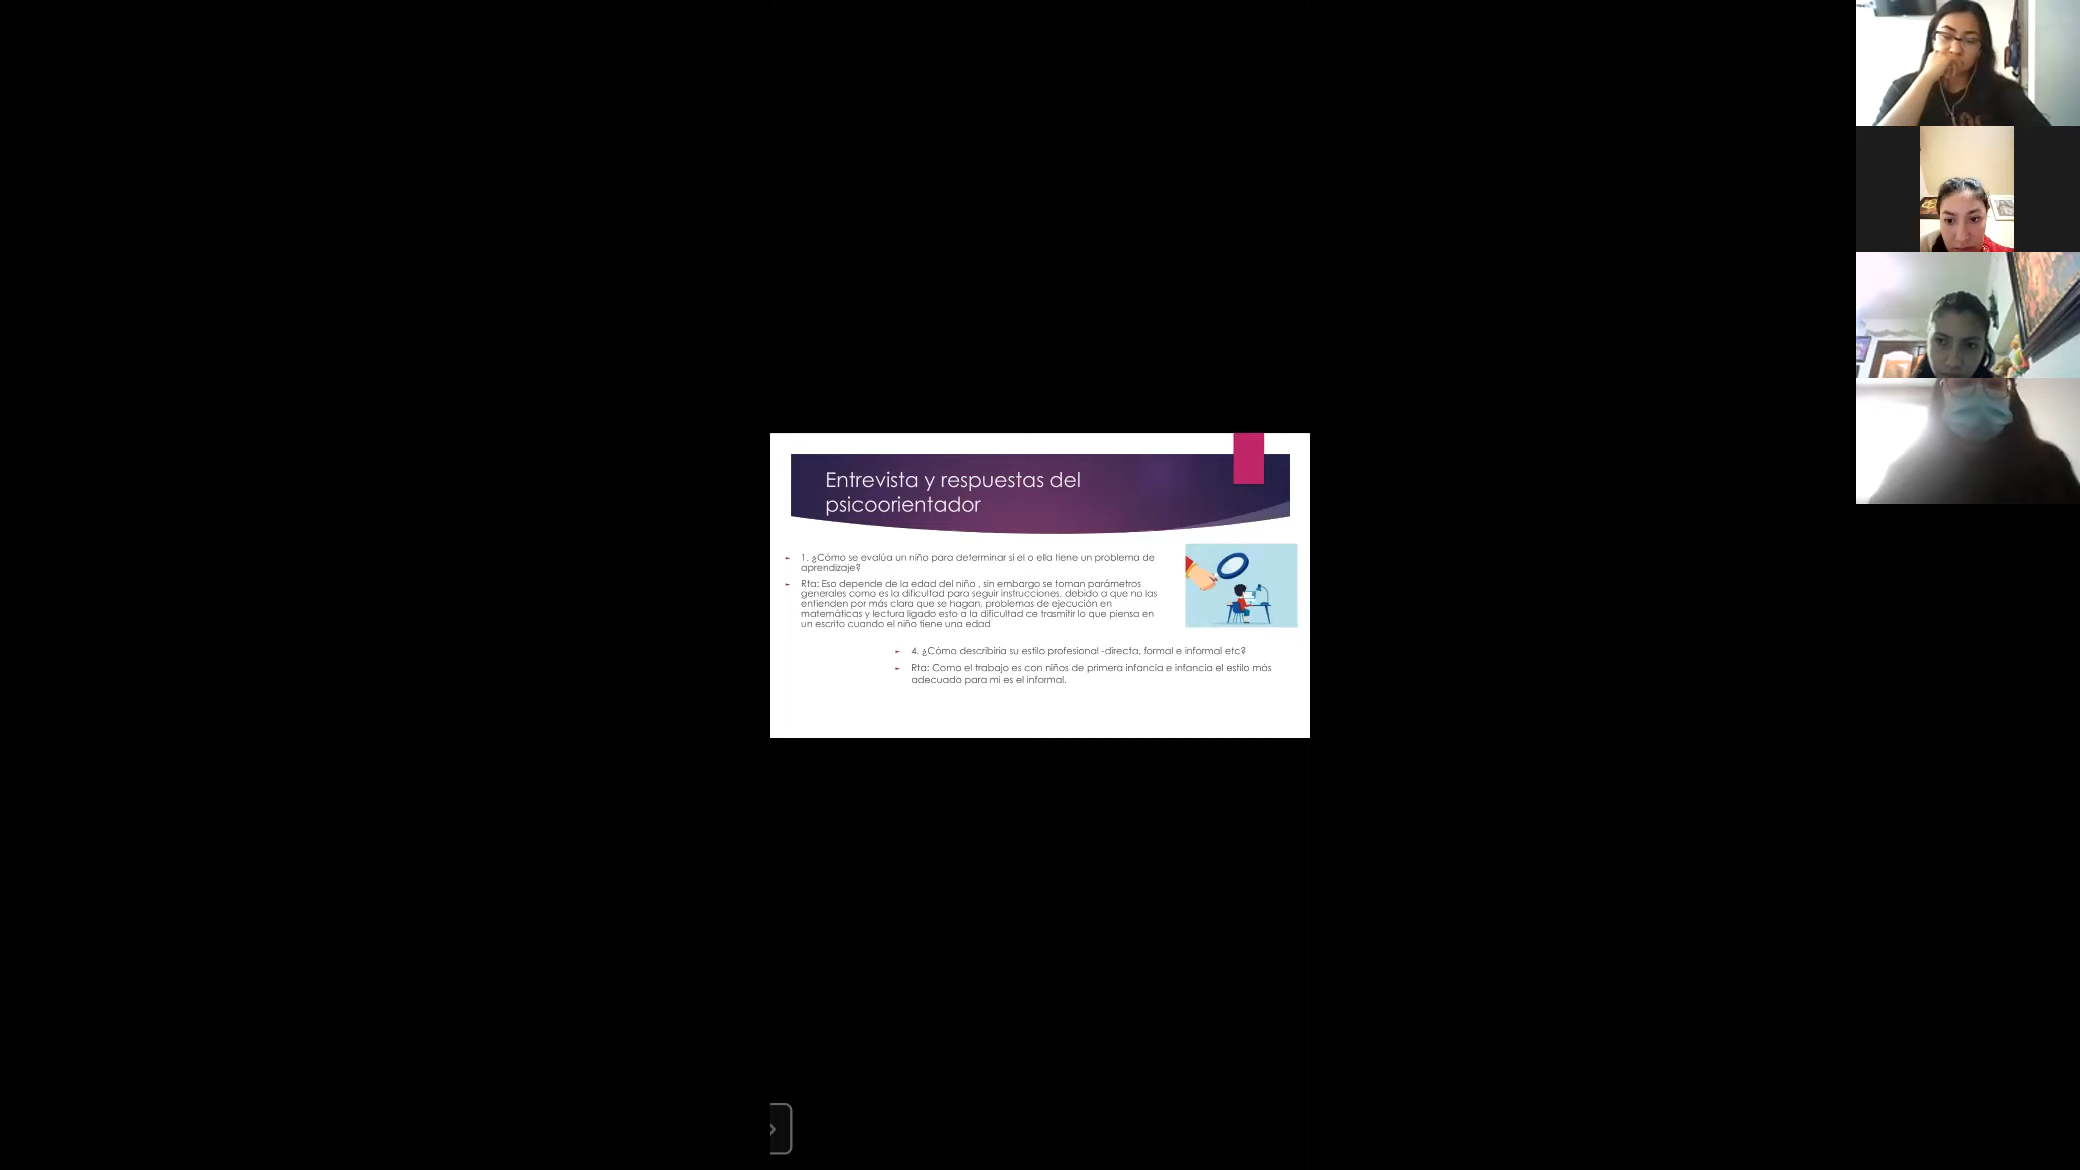 Entrevista y respuestas del
psicoorientador
1. ¿Cómo se evalúa un niño para determinar si el o ella tiene un problema de
aprendizaje?
Rta: Eso depende de la edad del niño , sin embargo se toman parámetros
generales como es la dificultad para seguir instrucciones, debido a que no las
entienden por más clara que se hagan, problemas de ejecución en
matemáticas y lectura ligado esto a la dificultad ce trasmitir lo que piensa en
un escrito cuando el niño tiene una edad
4. ¿Cómo describiria su estilo profesional -directa, formal e informal etc?
Rta: Como el trabajo es con niños de primera infancia e infancia el estilo más
adecuado para mi es el informal.